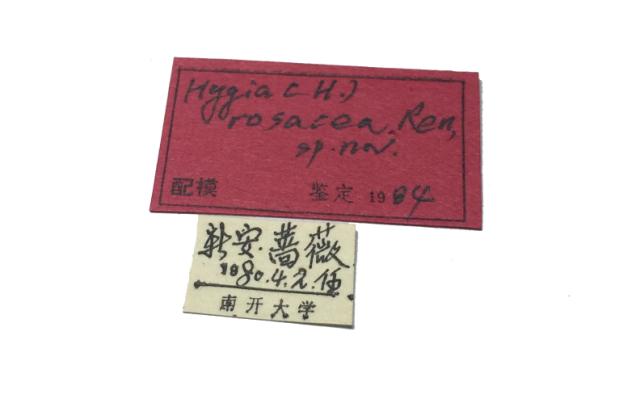 Hygia (H.)
rosacea. Ren,
sp. nov.
配模 鉴定 1984
新安.蔷薇
1980.4.2.任
南开大学